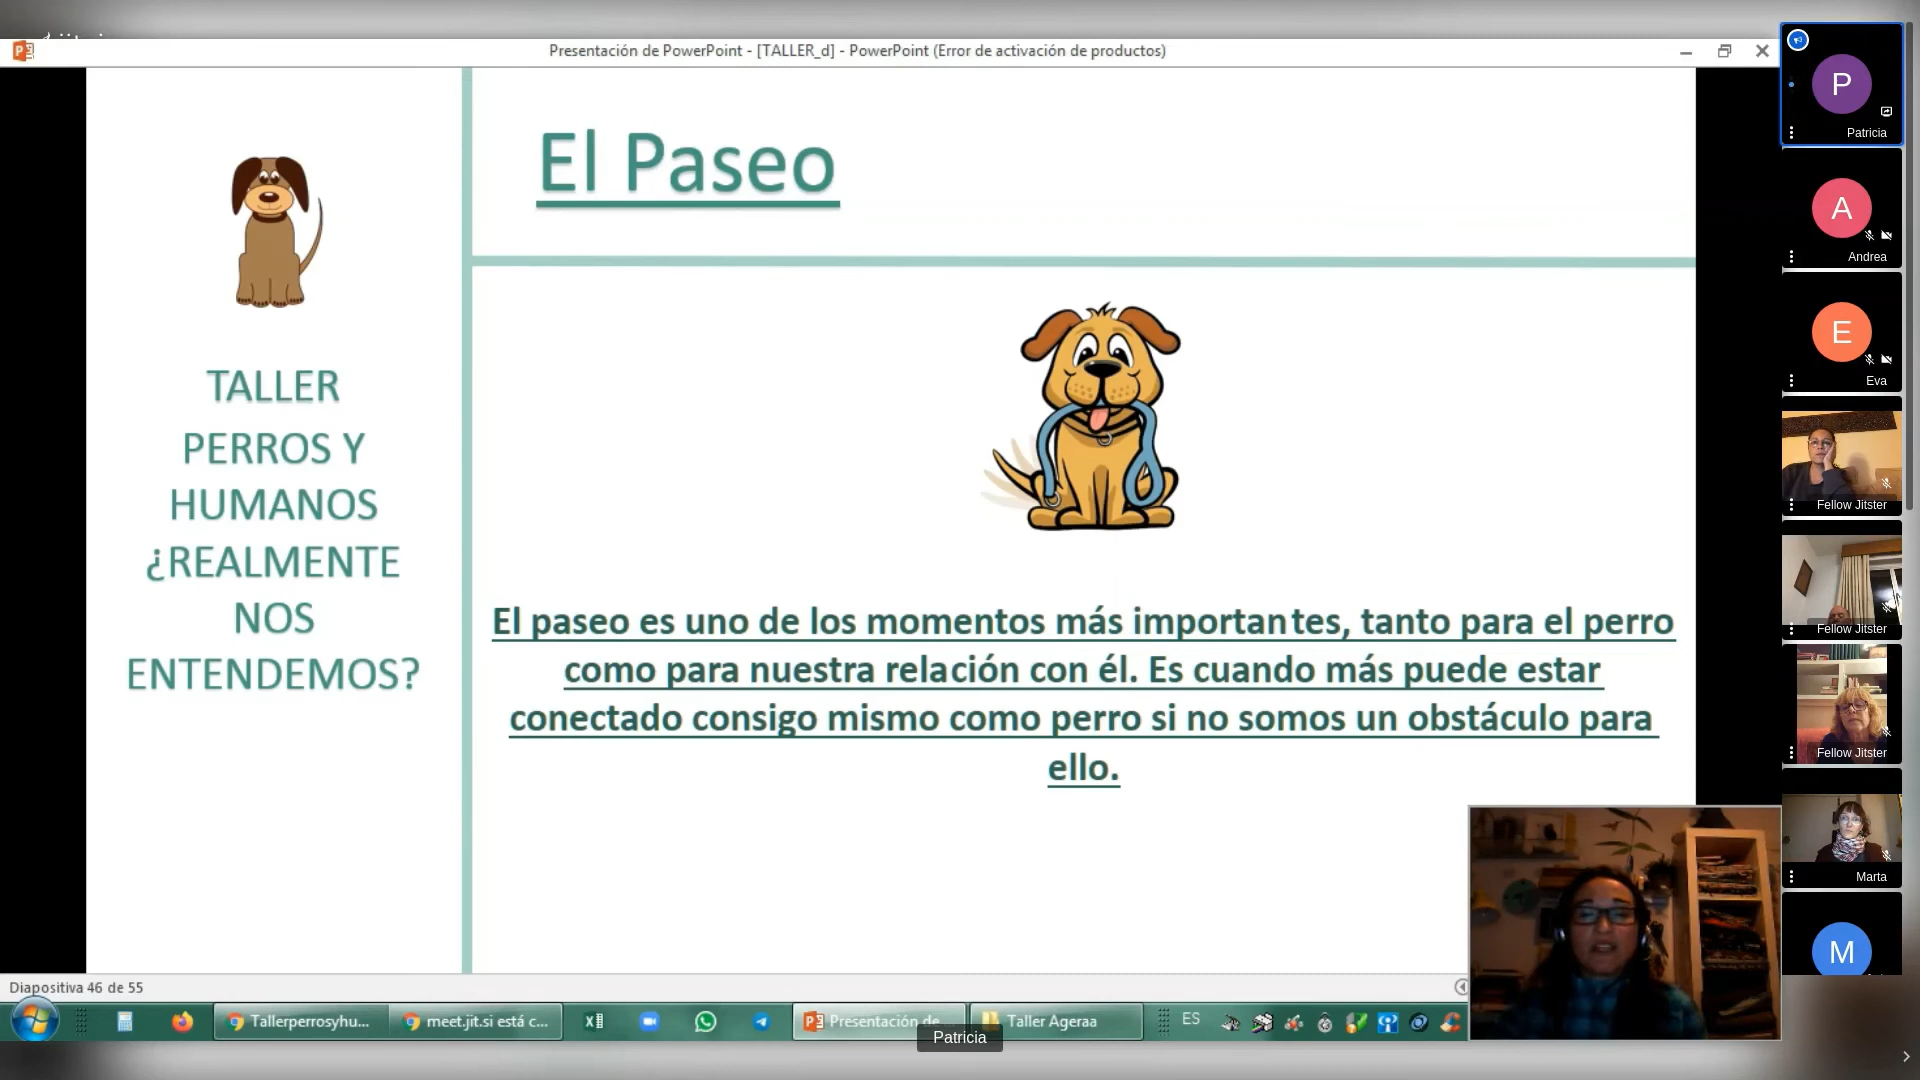 Presentación de PowerPoint - [TALLER_d] - PowerPoint (Error de activación de productos)
El Paseo
TALLER
PERROS Y
HUMANOS
¿REALMENTE
NOS
ENTENDEMOS?
El paseo es uno de los momentos más importantes, tanto para el perro
como para nuestra relación con él. Es cuando más puede estar
conectado consigo mismo como perro si no somos un obstáculo para
ello.
P
Patricia
A
Andrea
E
Eva
Fellow Jitster
Fellow Jitster
Fellow Jitster
Marta
M
Diapositiva 46 de 55
Tallerperrosyhu...
meet.jit.si está c...
Presentación de
Taller Ageraa
ES
Patricia